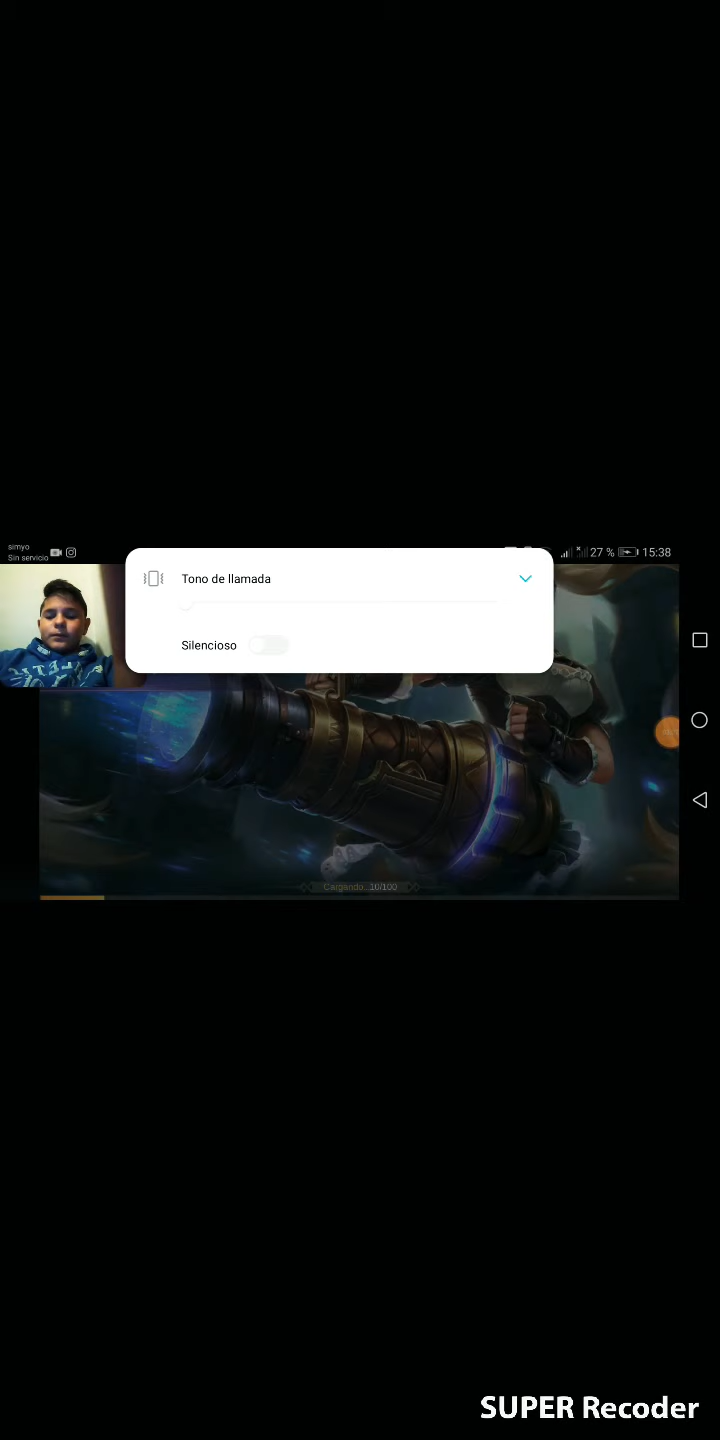 simyo
Sin servicio
27 %
15:38
Tono de llamada
Silencioso
Cargando..10/100
SUPER Recoder